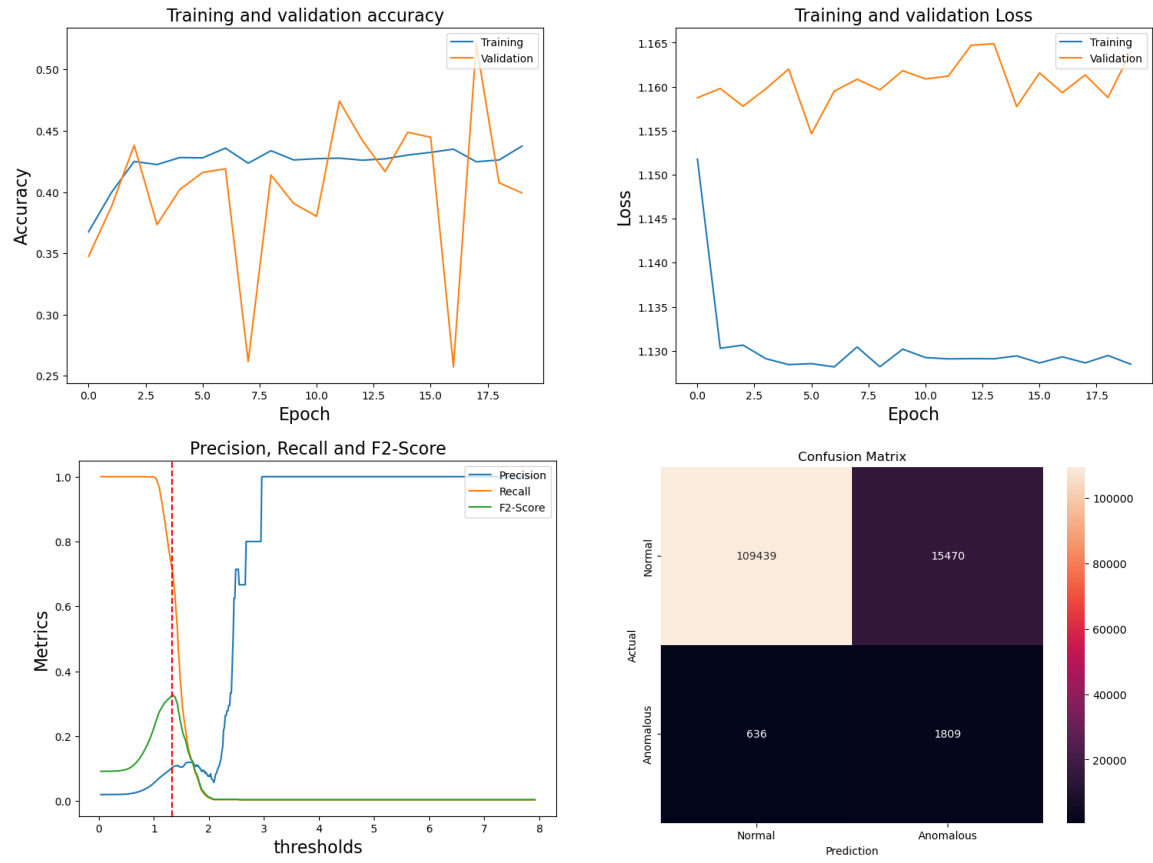 Training and validation accuracy
Training
Validation
Accuracy
0.50
0.45
0.40
0.35
0.30
0.25
0.0 2.5 5.0 7.5 10.0 12.5 15.0 17.5
Epoch
Training and validation Loss
Training
Validation
Loss
1.165
1.160
1.155
1.150
1.145
1.140
1.135
1.130
0.0 2.5 5.0 7.5 10.0 12.5 15.0 17.5
Epoch
Precision, Recall and F2-Score
Precision
Recall
F2-Score
Metrics
1.0
0.8
0.6
0.4
0.2
0.0
0 1 2 3 4 5 6 7 8
thresholds
Confusion Matrix
Actual
Normal
Anomalous
109439 15470
636 1809
Normal Anomalous
Prediction
100000
80000
60000
40000
20000